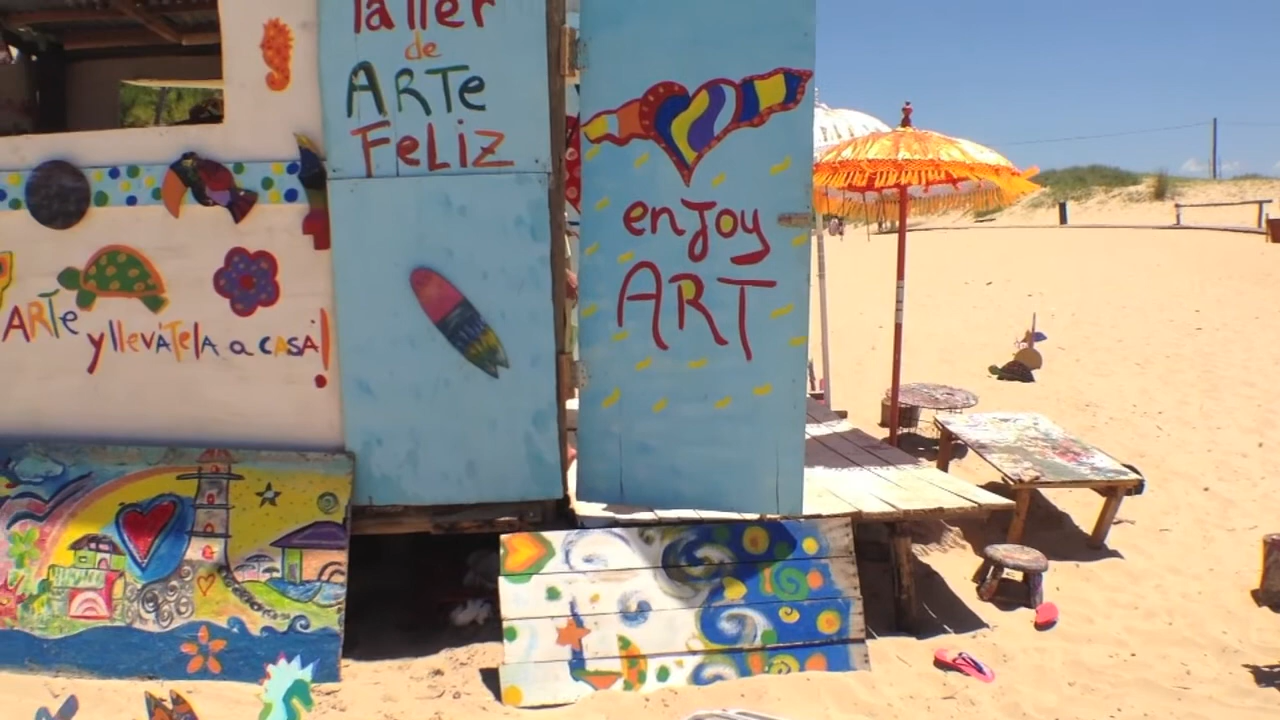 Taller
de
ARTe
FeLiz
enJoy
ART
ARTe
y lleváTeLA a cASA!